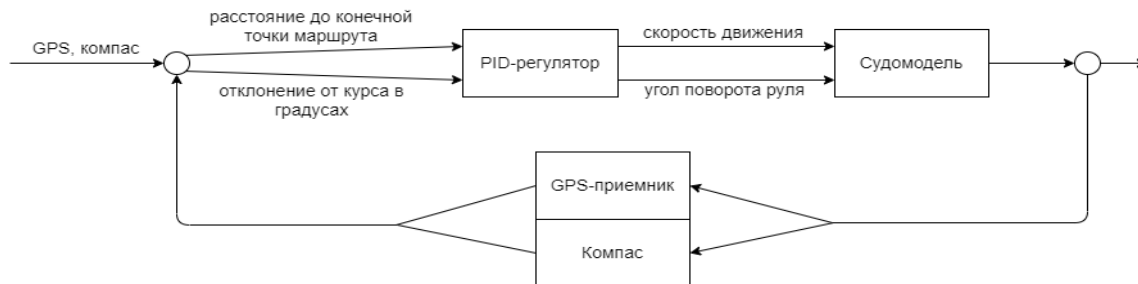 расстояние до конечной
точки маршрута
GPS, компас
отклонение от курса в
градусах
PID-регулятор
скорость движения
угол поворота руля
Судомодель
GPS-приемник
Компас